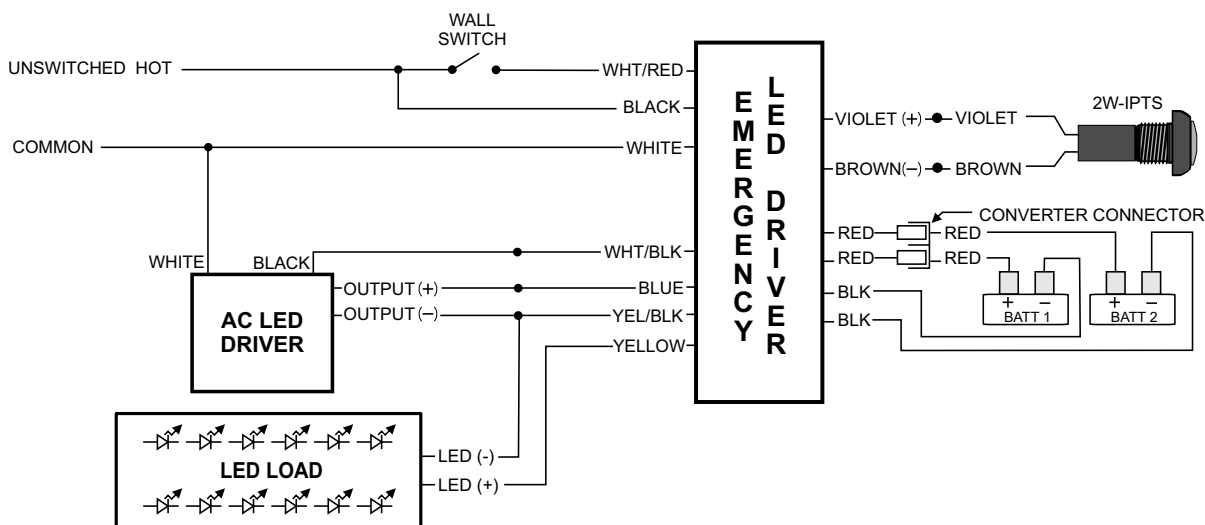 WALL
SWITCH
UNSWITCHED HOT
WHT/RED
BLACK
COMMON
WHITE
WHITE
BLACK
WHT/BLK
OUTPUT (+)
BLUE
OUTPUT (–)
YEL/BLK
YELLOW
AC LED
DRIVER
LED LOAD
LED (-)
LED (+)
EMERGENCY
LED DRIVER
VIOLET (+)
VIOLET
2W-IPTS
BROWN(–)
BROWN
CONVERTER CONNECTOR
RED
RED
RED
RED
BLK
BLK
+ –
BATT 1
+ –
BATT 2